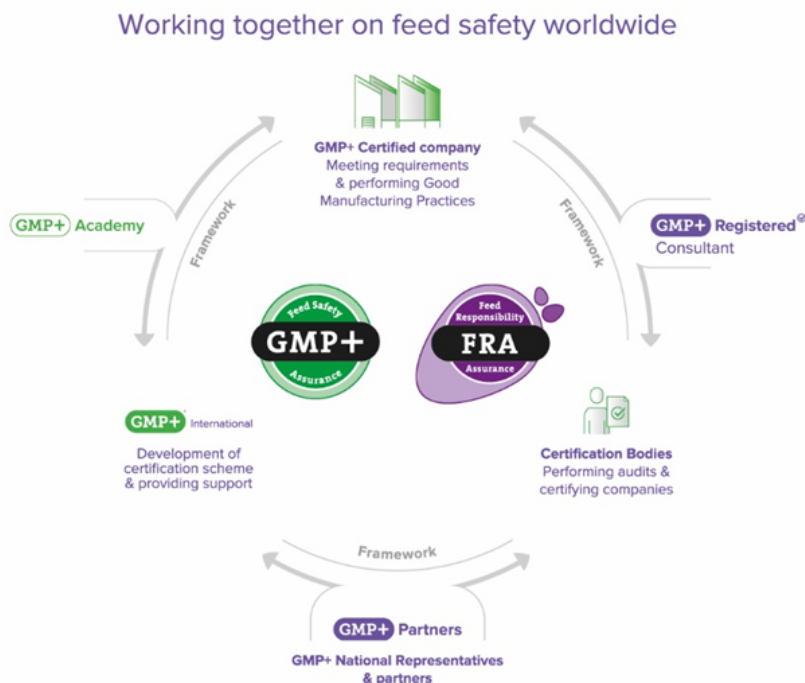 Working together on feed safety worldwide
GMP+ Certified company
Meeting requirements
& performing Good
Manufacturing Practices
GMP+ Academy
Framework
Framework
GMP+ Registered
Consultant
Feed Safety
GMP+
Assurance
Feed
Responsibility
FRA
Assurance
GMP+ International
Development of
certification scheme
& providing support
Certification Bodies
Performing audits &
certifying companies
Framework
GMP+ Partners
GMP+ National Representatives
& partners